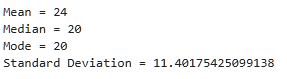 Mean = 24
Median = 20
Mode = 20
Standard Deviation = 11.40175425099138